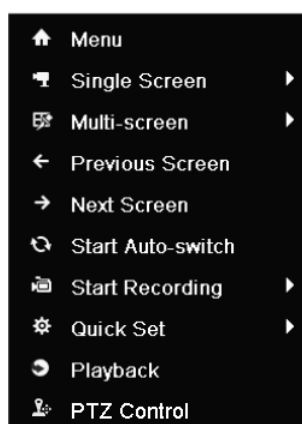 Menu
Single Screen
Multi-screen
Previous Screen
Next Screen
Start Auto-switch
Start Recording
Quick Set
Playback
PTZ Control